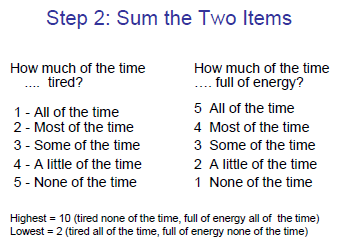 Step 2: Sum the Two Items
How much of the time
.... tired?
1 - All of the time
2 - Most of the time
3 - Some of the time
4 - A little of the time
5 - None of the time
How much of the time
.... full of energy?
5 All of the time
4 Most of the time
3 Some of the time
2 A little of the time
1 None of the time
Highest = 10 (tired none of the time, full of energy all of the time)
Lowest = 2 (tired all of the time, full of energy none of the time)